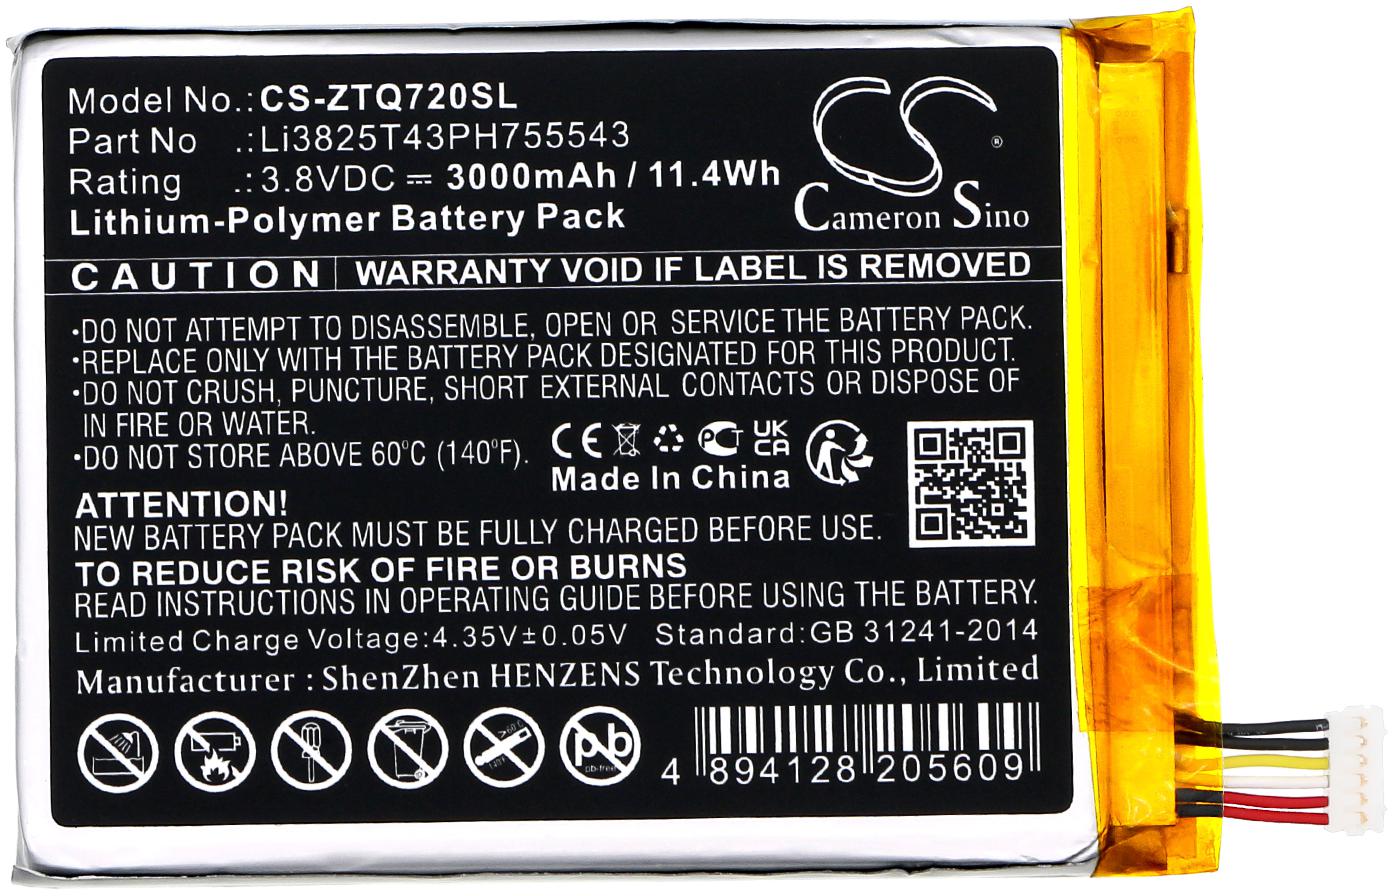 Model No.:CS-ZTQ720SL
Part No .:Li3825T43PH755543
Rating .:3.8VDC ⎓ 3000mAh / 11.4Wh
Lithium-Polymer Battery Pack
CS
®
Cameron Sino
CAUTION | WARRANTY VOID IF LABEL IS REMOVED
•DO NOT ATTEMPT TO DISASSEMBLE, OPEN OR SERVICE THE BATTERY PACK.
•REPLACE ONLY WITH THE BATTERY PACK DESIGNATED FOR THIS PRODUCT.
•DO NOT CRUSH, PUNCTURE, SHORT EXTERNAL CONTACTS OR DISPOSE OF
IN FIRE OR WATER.
•DO NOT STORE ABOVE 60°C (140°F).
CE PCT UK CA
Made In China
ATTENTION!
NEW BATTERY PACK MUST BE FULLY CHARGED BEFORE USE.
TO REDUCE RISK OF FIRE OR BURNS
READ INSTRUCTIONS IN OPERATING GUIDE BEFORE USING THE BATTERY.
Limited Charge Voltage:4.35V±0.05V Standard:GB 31241-2014
Manufacturer : ShenZhen HENZENS Technology Co., Limited
>60°C
pb
pb-free
4 894128 205609